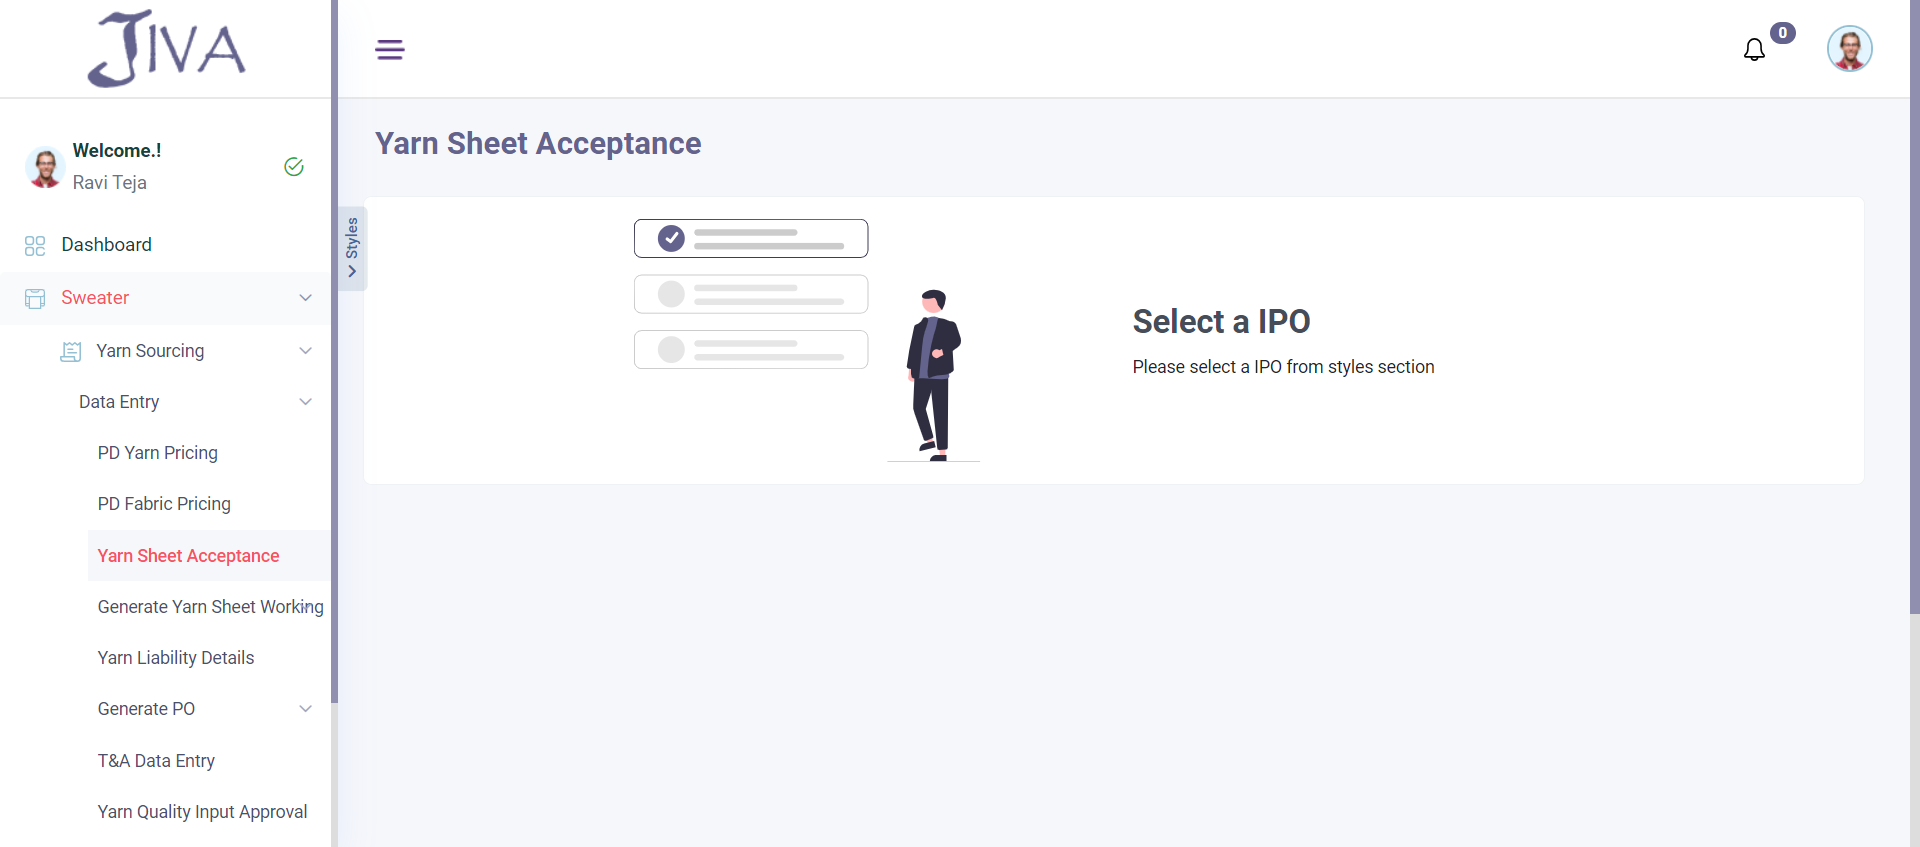 JIVA
0
Welcome.!
Ravi Teja
Dashboard
Sweater
Yarn Sourcing
Data Entry
PD Yarn Pricing
PD Fabric Pricing
Yarn Sheet Acceptance
Generate Yarn Sheet Working
Yarn Liability Details
Generate PO
T&A Data Entry
Yarn Quality Input Approval
Yarn Sheet Acceptance
Styles
Select a IPO
Please select a IPO from styles section